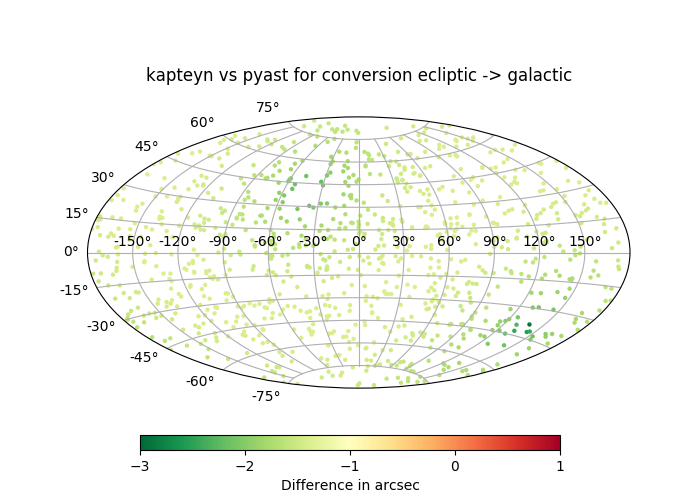 kapteyn vs pyast for conversion ecliptic -> galactic
75°
60°
45°
30°
15°
-150° -120° -90° -60° -30° 0° 30° 60° 90° 120° 150°
0°
-15°
-30°
-45°
-60°
-75°
−3 −2 −1 0 1
Difference in arcsec